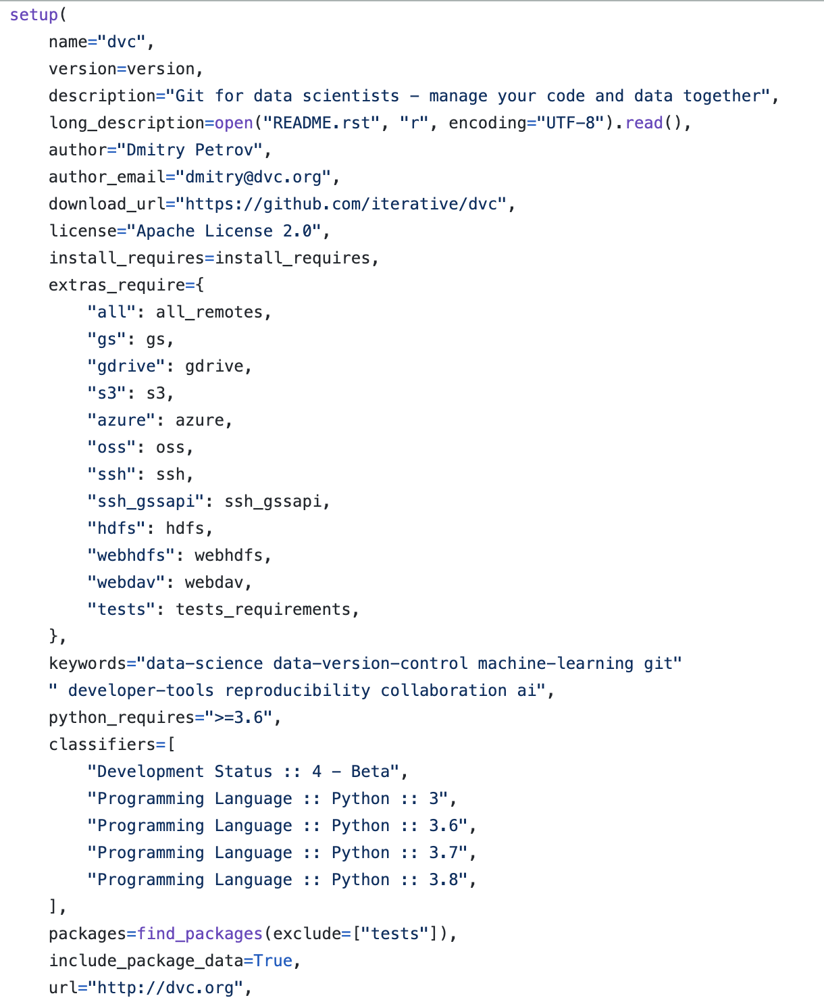 setup(
    name="dvc",
    version=version,
    description="Git for data scientists - manage your code and data together",
    long_description=open("README.rst", "r", encoding="UTF-8").read(),
    author="Dmitry Petrov",
    author_email="dmitry@dvc.org",
    download_url="https://github.com/iterative/dvc",
    license="Apache License 2.0",
    install_requires=install_requires,
    extras_require={
        "all": all_remotes,
        "gs": gs,
        "gdrive": gdrive,
        "s3": s3,
        "azure": azure,
        "oss": oss,
        "ssh": ssh,
        "ssh_gssapi": ssh_gssapi,
        "hdfs": hdfs,
        "webhdfs": webhdfs,
        "webdav": webdav,
        "tests": tests_requirements,
    },
    keywords="data-science data-version-control machine-learning git"
    " developer-tools reproducibility collaboration ai",
    python_requires=">=3.6",
    classifiers=[
        "Development Status :: 4 - Beta",
        "Programming Language :: Python :: 3",
        "Programming Language :: Python :: 3.6",
        "Programming Language :: Python :: 3.7",
        "Programming Language :: Python :: 3.8",
    ],
    packages=find_packages(exclude=["tests"]),
    include_package_data=True,
    url="http://dvc.org",